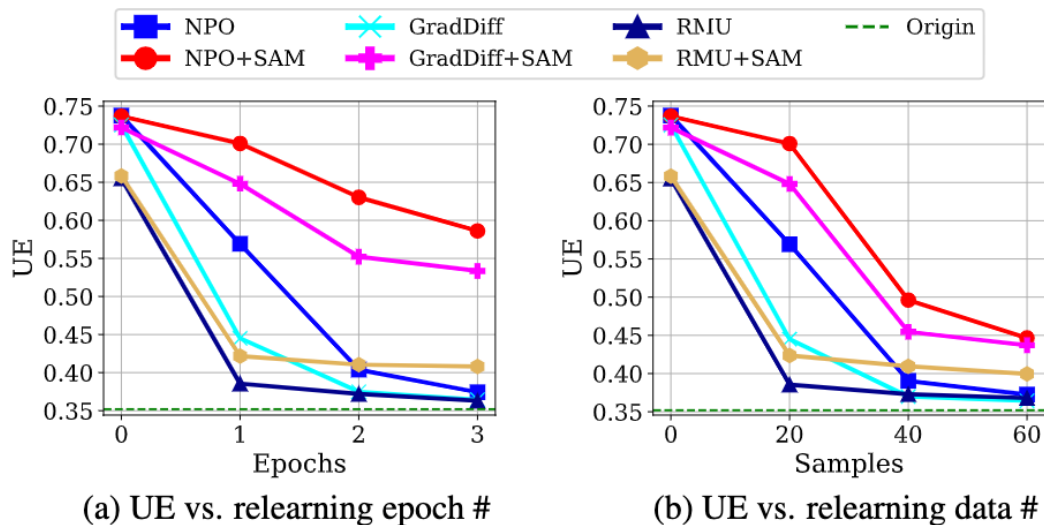 NPO GradDiff RMU Origin
NPO+SAM GradDiff+SAM RMU+SAM
0.75
0.70
0.65
0.60
0.55
0.50
0.45
0.40
0.35
UE
0 1 2 3
Epochs
(a) UE vs. relearning epoch #
0.75
0.70
0.65
0.60
0.55
0.50
0.45
0.40
0.35
UE
0 20 40 60
Samples
(b) UE vs. relearning data #